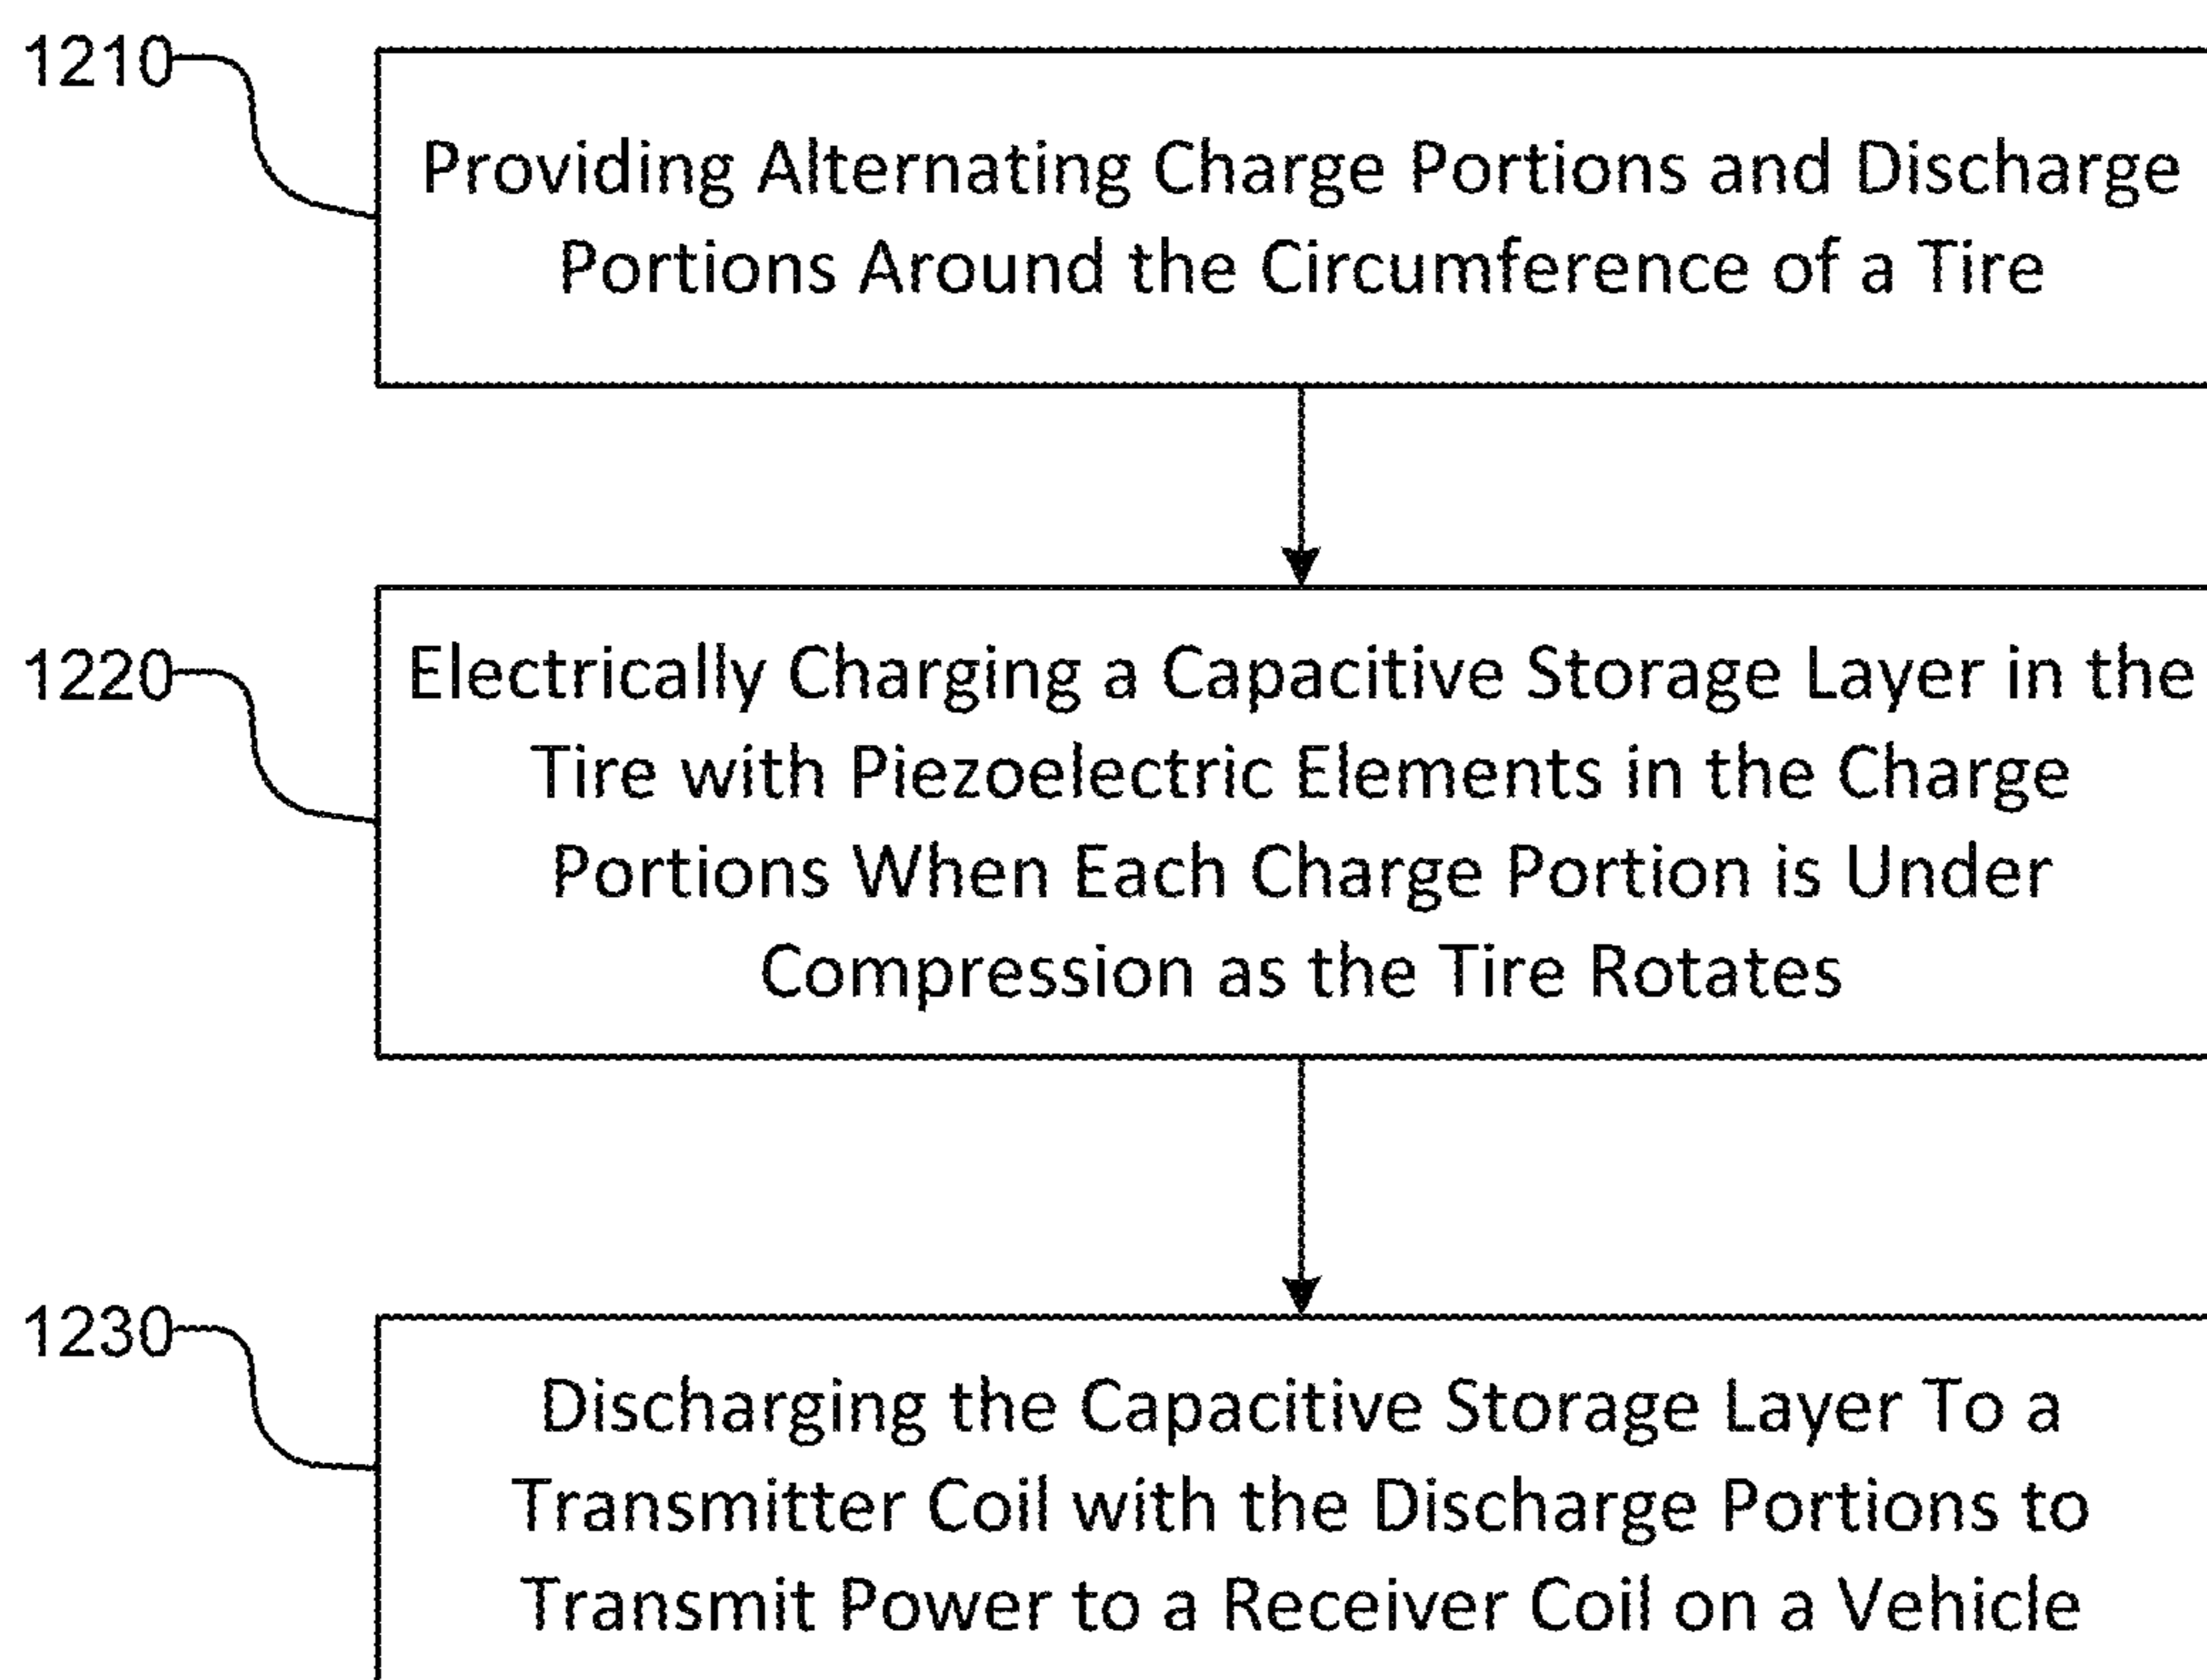 1210
Providing Alternating Charge Portions and Discharge
Portions Around the Circumference of a Tire
1220
Electrically Charging a Capacitive Storage Layer in the
Tire with Piezoelectric Elements in the Charge
Portions When Each Charge Portion is Under
Compression as the Tire Rotates
1230
Discharging the Capacitive Storage Layer To a
Transmitter Coil with the Discharge Portions to
Transmit Power to a Receiver Coil on a Vehicle